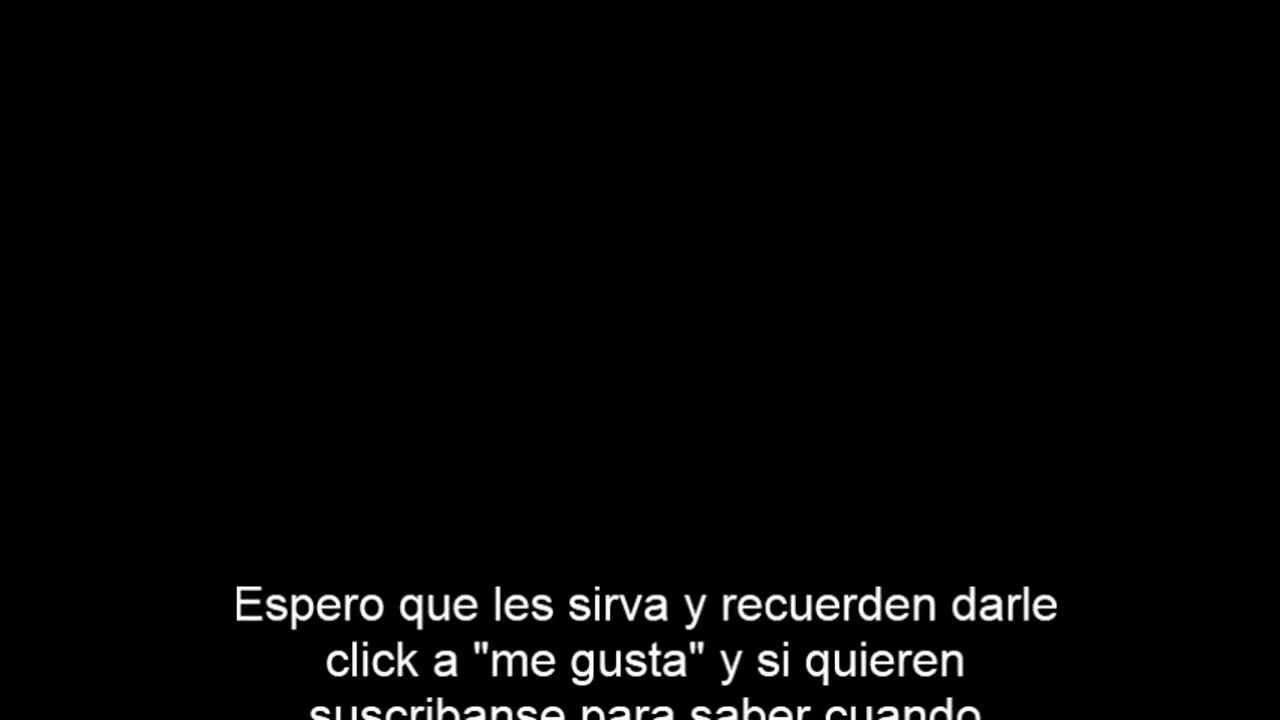 Espero que les sirva y recuerden darle
click a "me gusta" y si quieren
suscribanse para saber cuando